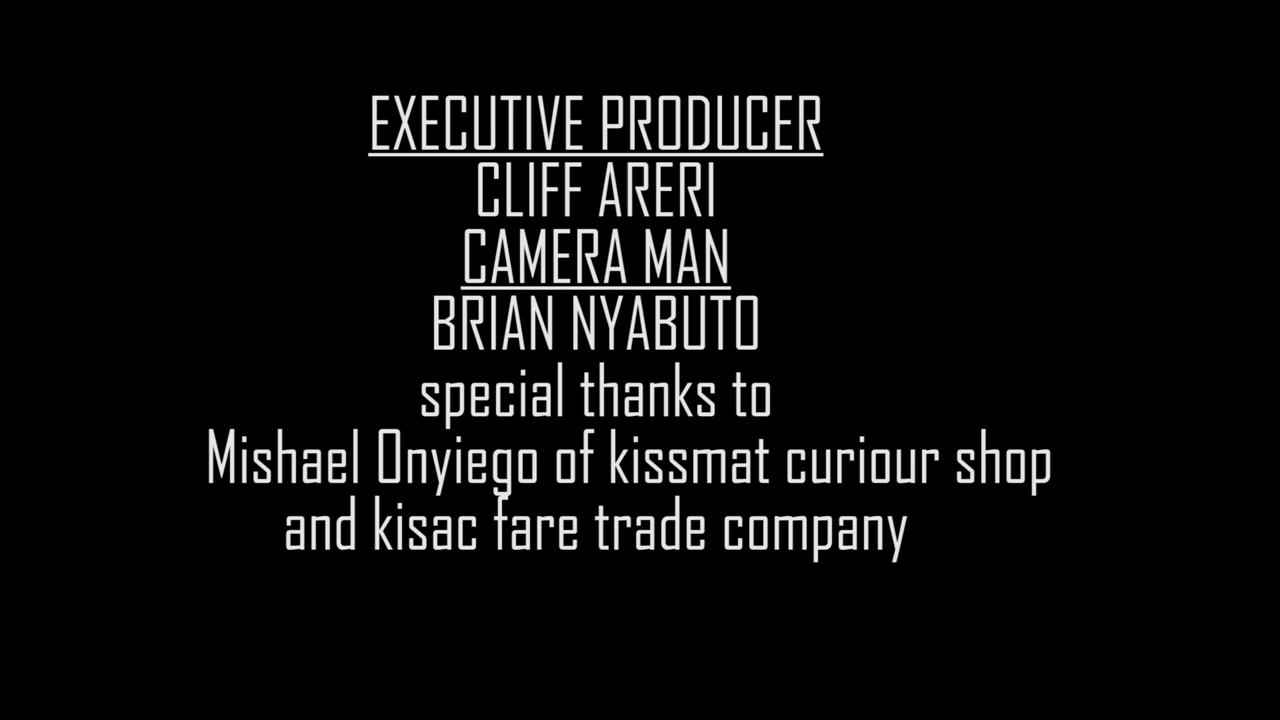 EXECUTIVE PRODUCER
CLIFF ARERI
CAMERA MAN
BRIAN NYABUTO
special thanks to
Mishael Onyiego of kissmat curiour shop
and kisac fare trade company